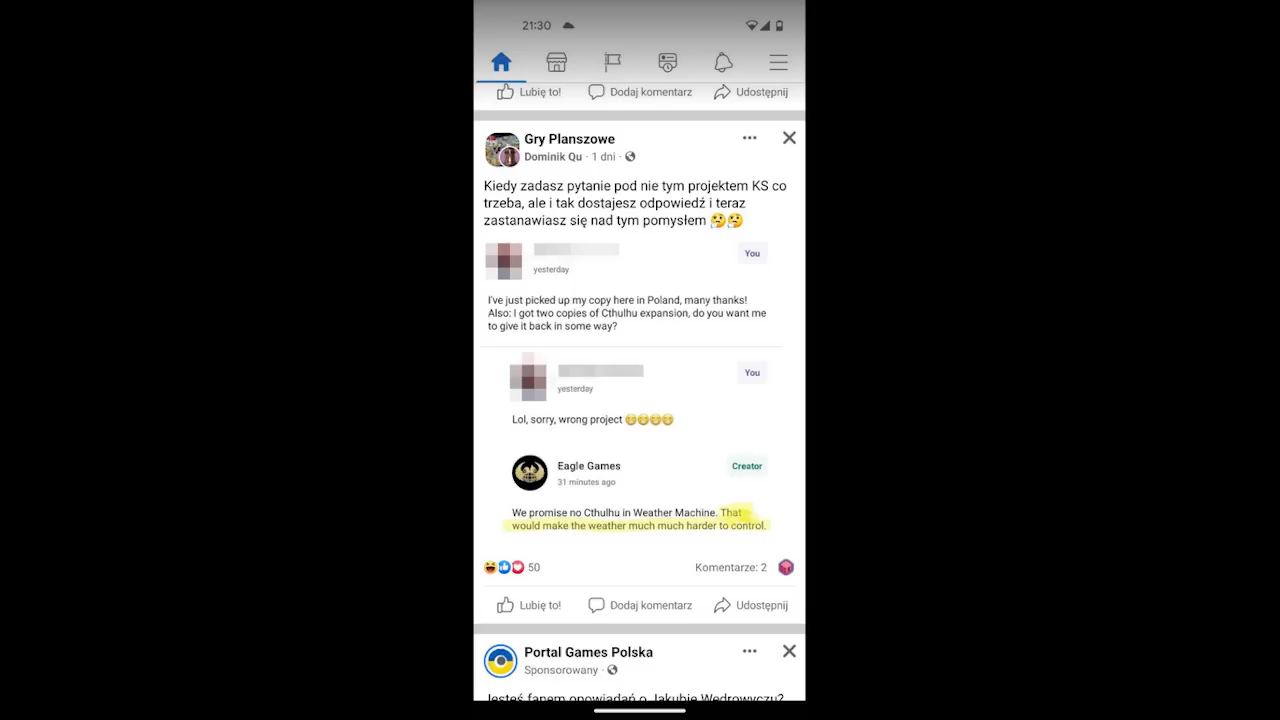 21:30
Lubię to! Dodaj komentarz Udostępnij
Gry Planszowe
Dominik Qu · 1 dni ·
Kiedy zadasz pytanie pod nie tym projektem KS co
trzeba, ale i tak dostajesz odpowiedź i teraz
zastanawiasz się nad tym pomysłem 🤔🤔
You
yesterday
I've just picked up my copy here in Poland, many thanks!
Also: I got two copies of Cthulhu expansion, do you want me
to give it back in some way?
You
yesterday
Lol, sorry, wrong project 😅😅😅😅
Eagle Games
Creator
31 minutes ago
We promise no Cthulhu in Weather Machine. That
would make the weather much much harder to control.
50 Komentarze: 2
Lubię to! Dodaj komentarz Udostępnij
Portal Games Polska
Sponsorowany ·
Jesteś fanem opowiadań o Jakubie Wędrowyczu?